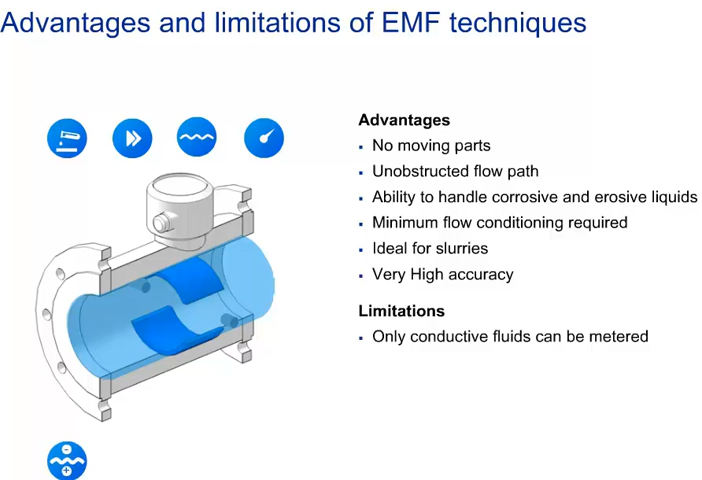 Advantages and limitations of EMF techniques
Advantages
▪ No moving parts
▪ Unobstructed flow path
▪ Ability to handle corrosive and erosive liquids
▪ Minimum flow conditioning required
▪ Ideal for slurries
▪ Very High accuracy
Limitations
▪ Only conductive fluids can be metered